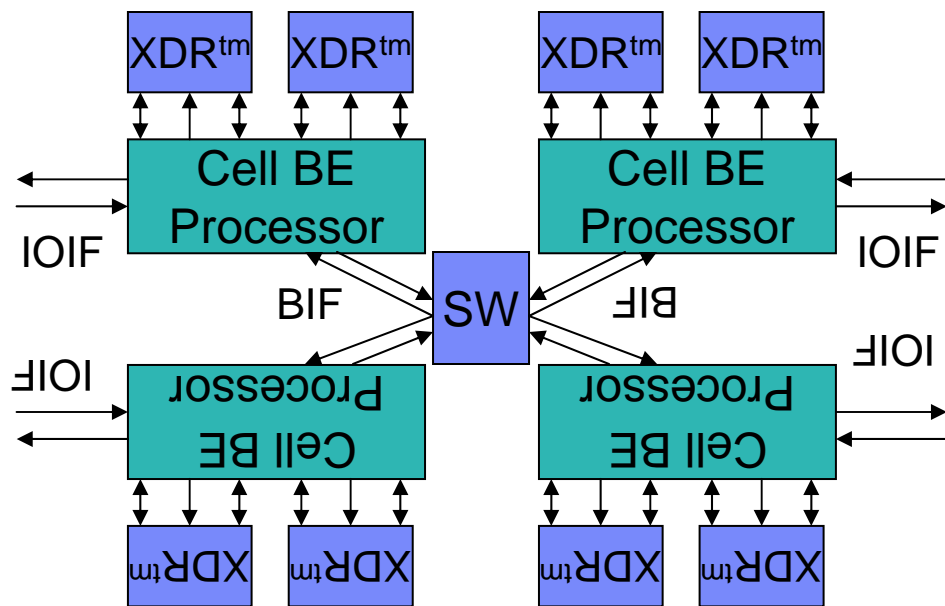 XDR™ XDR™ XDR™ XDR™
Cell BE
Processor
Cell BE
Processor
IOIF
IOIF
BIF
SW
BIF
IOIF
IOIF
Cell BE
Processor
Cell BE
Processor
XDR™ XDR™ XDR™ XDR™